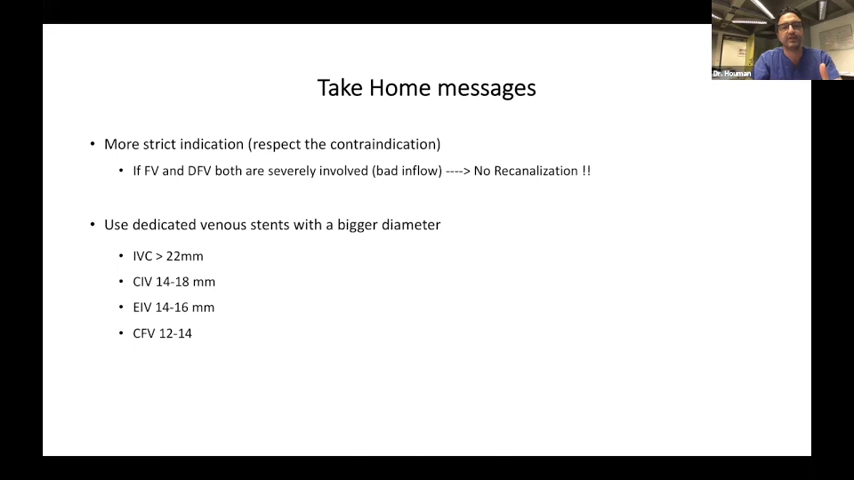 Dr. Houman
Take Home messages
• More strict indication (respect the contraindication)
• If FV and DFV both are severely involved (bad inflow) ----> No Recanalization !!
• Use dedicated venous stents with a bigger diameter
• IVC > 22mm
• CIV 14-18 mm
• EIV 14-16 mm
• CFV 12-14